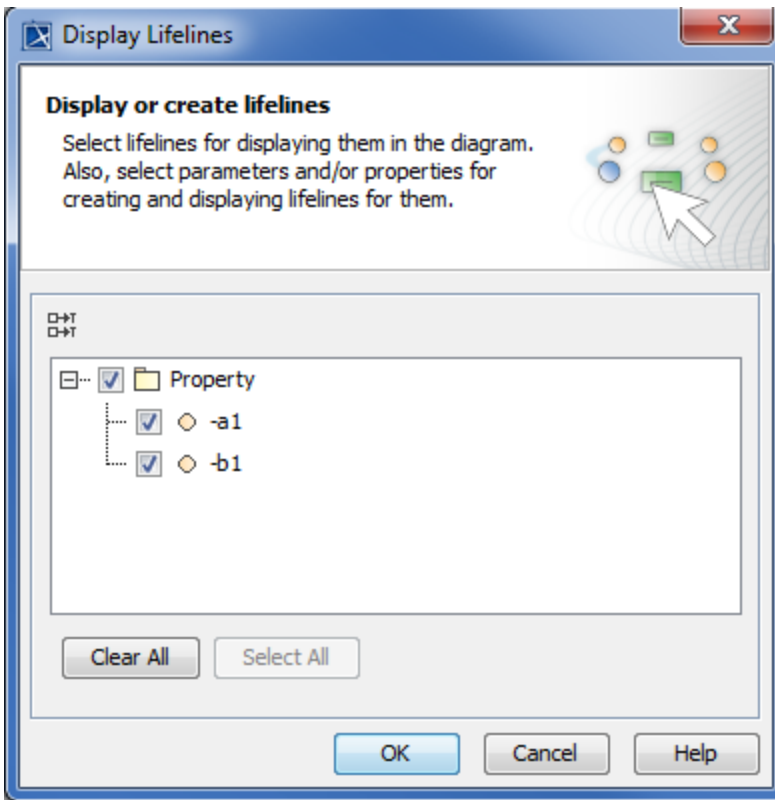 Display Lifelines
Display or create lifelines
Select lifelines for displaying them in the diagram.
Also, select parameters and/or properties for
creating and displaying lifelines for them.
Property
-a1
-b1
Clear All
Select All
OK
Cancel
Help